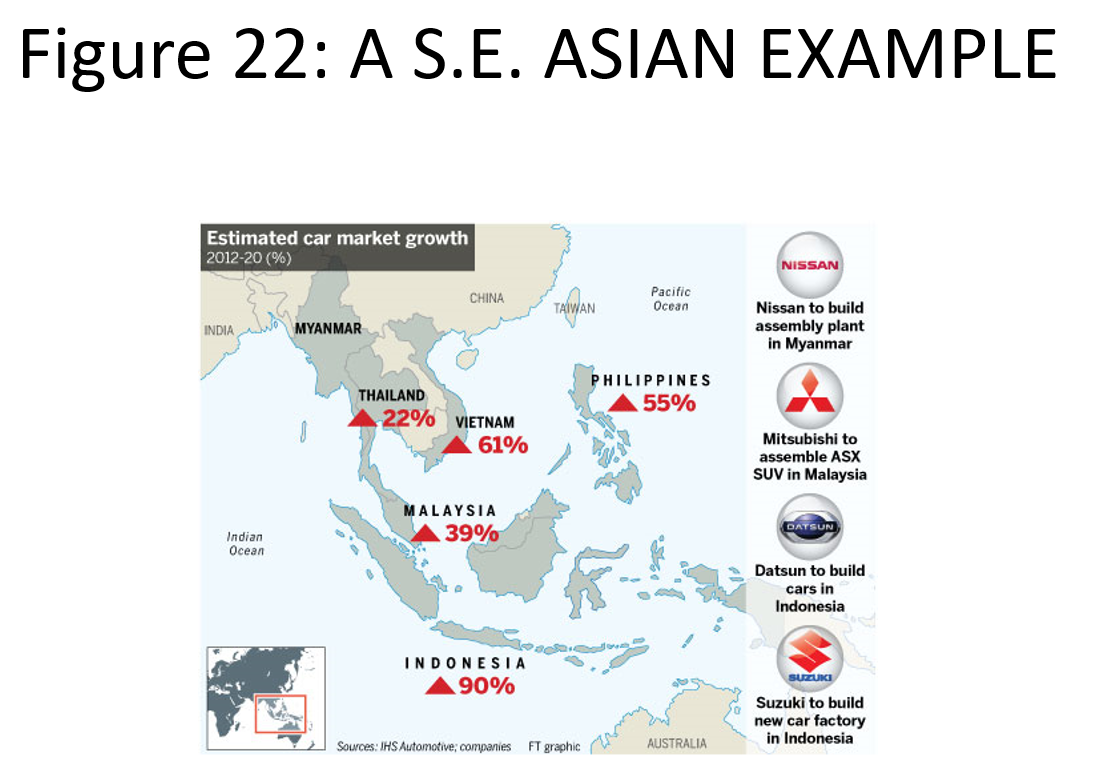 Figure 22: A S.E. ASIAN EXAMPLE
Estimated car market growth
2012-20 (%)
CHINA
TAIWAN
Pacific
Ocean
INDIA
MYANMAR
THAILAND
22%
VIETNAM
61%
PHILIPPINES
55%
MALAYSIA
39%
Indian
Ocean
INDONESIA
90%
AUSTRALIA
Sources: IHS Automotive; companies
FT graphic
NISSAN
Nissan to build
assembly plant
in Myanmar
Mitsubishi to
assemble ASX
SUV in Malaysia
DATSUN
Datsun to build
cars in
Indonesia
SUZUKI
Suzuki to build
new car factory
in Indonesia